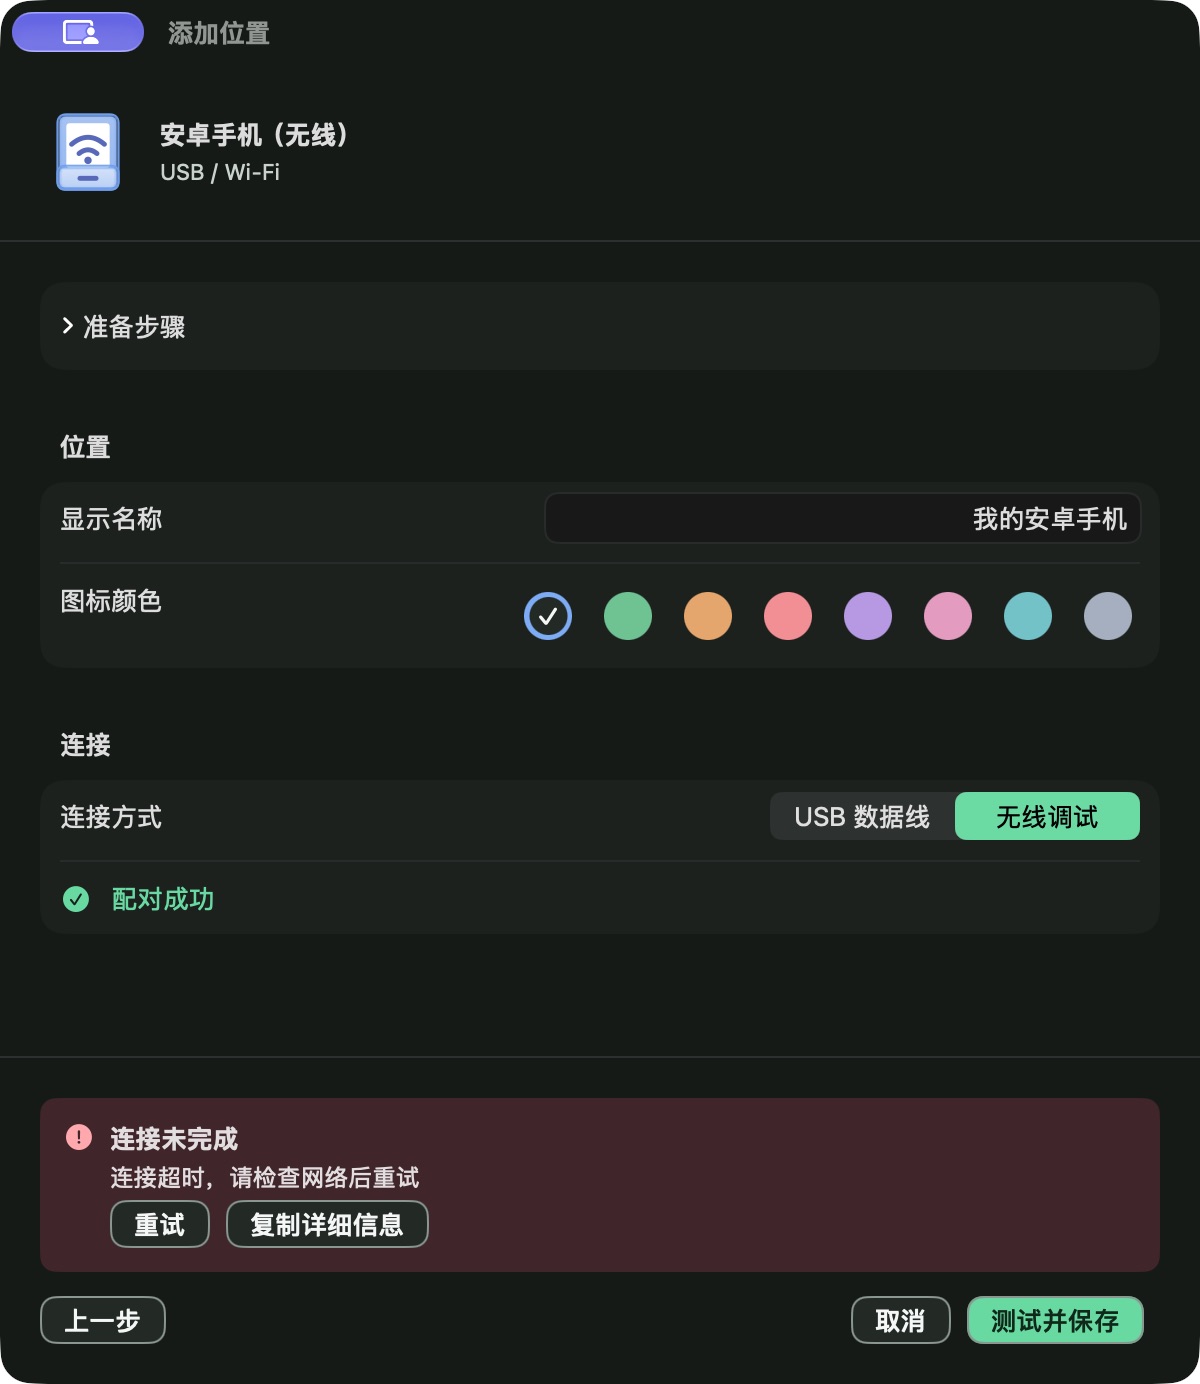 添加位置
安卓手机（无线）
USB / Wi-Fi
准备步骤
位置
显示名称
我的安卓手机
图标颜色
连接
连接方式
USB 数据线
无线调试
配对成功
连接未完成
连接超时，请检查网络后重试
重试
复制详细信息
上一步
取消
测试并保存